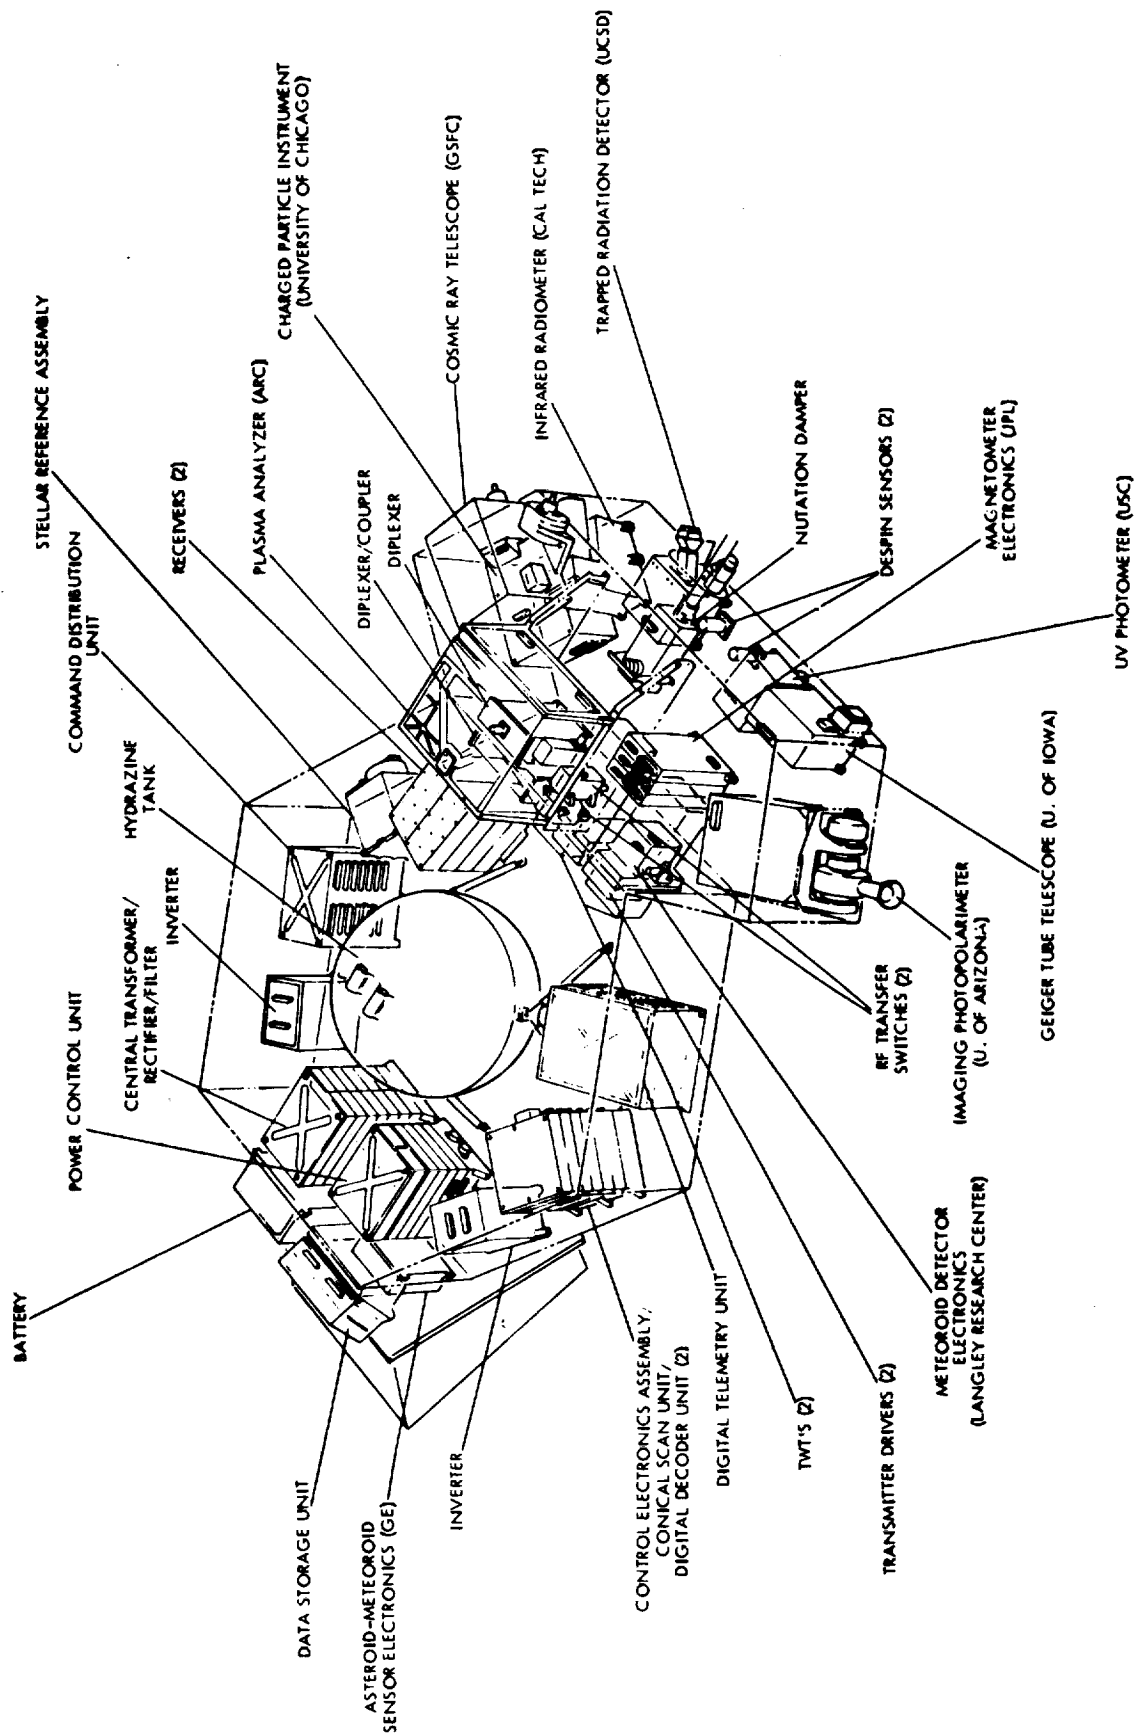 BATTERY
POWER CONTROL UNIT
CENTRAL TRANSFORMER/
RECTIFIER/FILTER
INVERTER
HYDRAZINE
TANK
COMMAND DISTRIBUTION
UNIT
STELLAR REFERENCE ASSEMBLY
RECEIVERS (2)
PLASMA ANALYZER (ARC)
DIPLEXER/COUPLER
DIPLEXER
CHARGED PARTICLE INSTRUMENT
(UNIVERSITY OF CHICAGO)
COSMIC RAY TELESCOPE (GSFC)
INFRARED RADIOMETER (CAL TECH)
TRAPPED RADIATION DETECTOR (UCSD)
NUTATION DAMPER
DESPIN SENSORS (2)
MAGNETOMETER
ELECTRONICS (JPL)
UV PHOTOMETER (USC)
GEIGER TUBE TELESCOPE (U. OF IOWA)
IMAGING PHOTOPOLARIMETER
(U. OF ARIZONA)
RF TRANSFER
SWITCHES (2)
METEOROID DETECTOR
ELECTRONICS
(LANGLEY RESEARCH CENTER)
TRANSMITTER DRIVERS (2)
TWT'S (2)
DIGITAL TELEMETRY UNIT
CONTROL ELECTRONICS ASSEMBLY,
CONICAL SCAN UNIT,
DIGITAL DECODER UNIT (2)
INVERTER
ASTEROID-METEOROID
SENSOR ELECTRONICS (GE)
DATA STORAGE UNIT